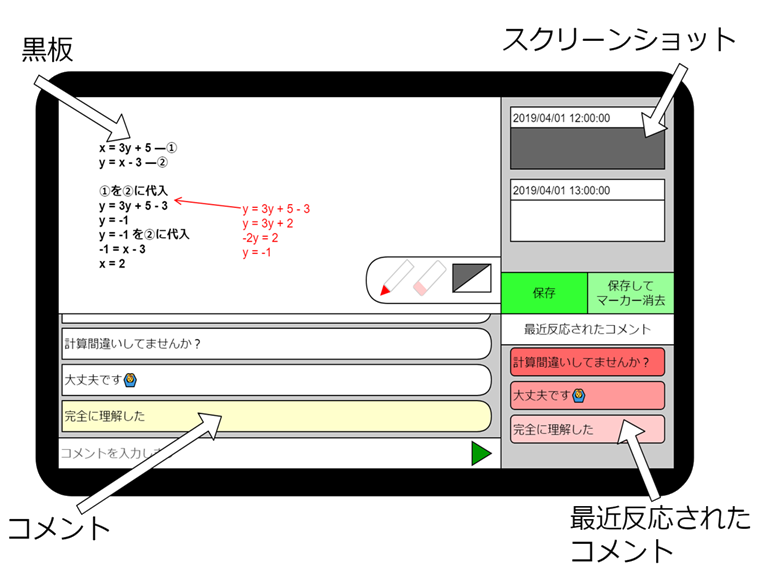 黒板
スクリーンショット
x = 3y + 5 ―①
y = x - 3 ―②
①を②に代入
y = 3y + 5 - 3
y = -1
y = -1 を②に代入
-1 = x - 3
x = 2
y = 3y + 5 - 3
y = 3y + 2
-2y = 2
y = -1
2019/04/01 12:00:00
2019/04/01 13:00:00
保存
保存して
マーカー消去
最近反応されたコメント
計算間違いしてませんか？
大丈夫です🙆
完全に理解した
コメントを入力し
計算間違いしてませんか？
大丈夫です🙆
完全に理解した
コメント
最近反応された
コメント